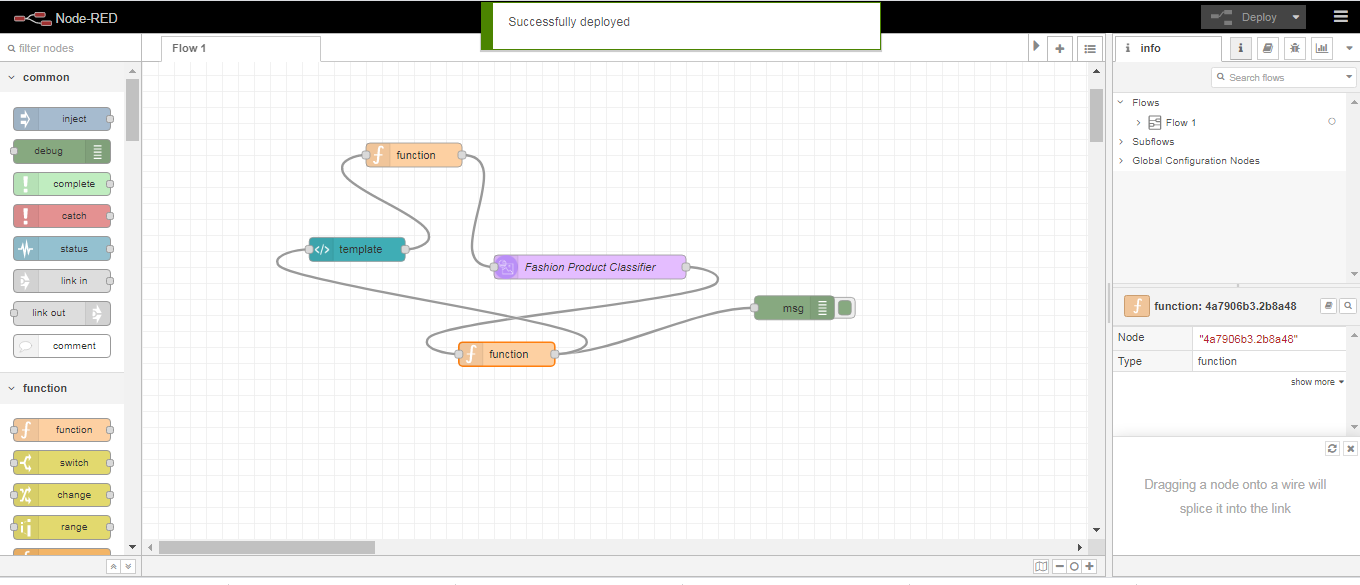 Node-RED
Successfully deployed
Deploy
filter nodes
Flow 1
info
common
Search flows
inject
debug
complete
catch
status
link in
link out
comment
function
function
switch
change
range
function
template
Fashion Product Classifier
msg
function
Flows
Flow 1
Subflows
Global Configuration Nodes
function: 4a7906b3.2b8a48
Node "4a7906b3.2b8a48"
Type function
show more
Dragging a node onto a wire will
splice it into the link